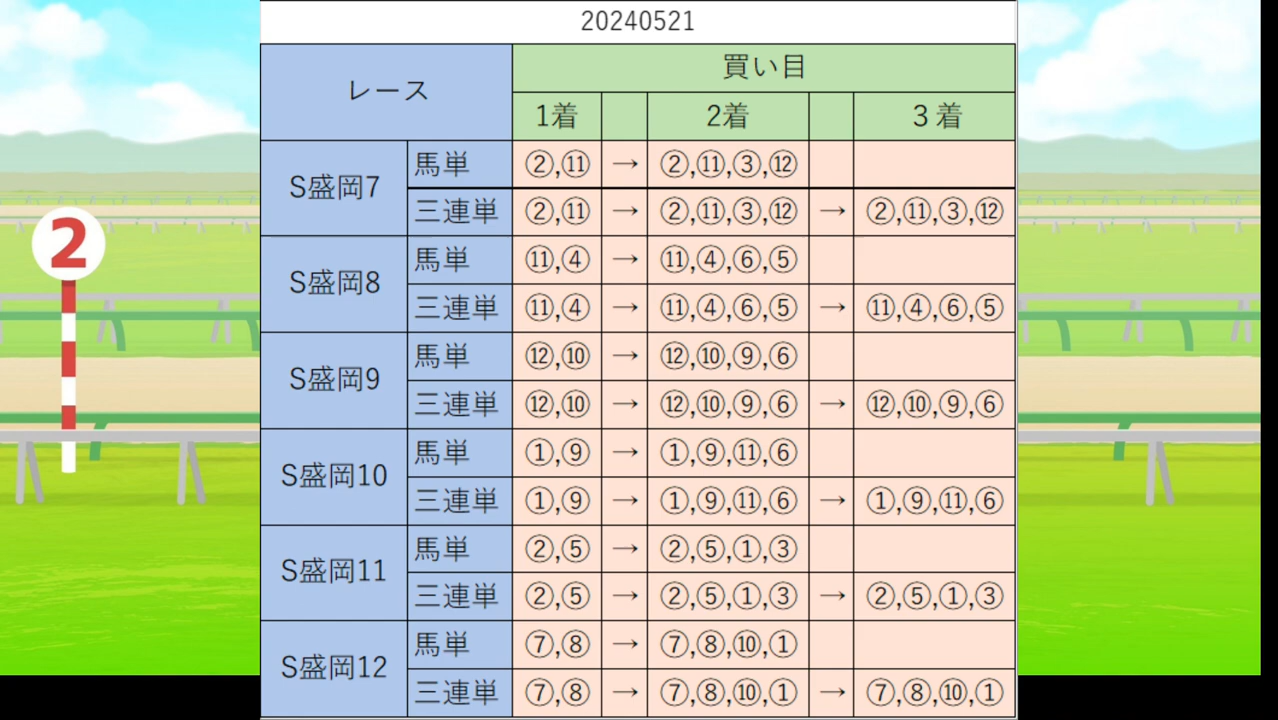 20240521
レース 買い目
1着 2着 3着
S盛岡7 馬単 ②,⑪ → ②,⑪,③,⑫
三連単 ②,⑪ → ②,⑪,③,⑫ → ②,⑪,③,⑫
S盛岡8 馬単 ⑪,④ → ⑪,④,⑥,⑤
三連単 ⑪,④ → ⑪,④,⑥,⑤ → ⑪,④,⑥,⑤
S盛岡9 馬単 ⑫,⑩ → ⑫,⑩,⑨,⑥
三連単 ⑫,⑩ → ⑫,⑩,⑨,⑥ → ⑫,⑩,⑨,⑥
S盛岡10 馬単 ①,⑨ → ①,⑨,⑪,⑥
三連単 ①,⑨ → ①,⑨,⑪,⑥ → ①,⑨,⑪,⑥
S盛岡11 馬単 ②,⑤ → ②,⑤,①,③
三連単 ②,⑤ → ②,⑤,①,③ → ②,⑤,①,③
S盛岡12 馬単 ⑦,⑧ → ⑦,⑧,⑩,①
三連単 ⑦,⑧ → ⑦,⑧,⑩,① → ⑦,⑧,⑩,①
2